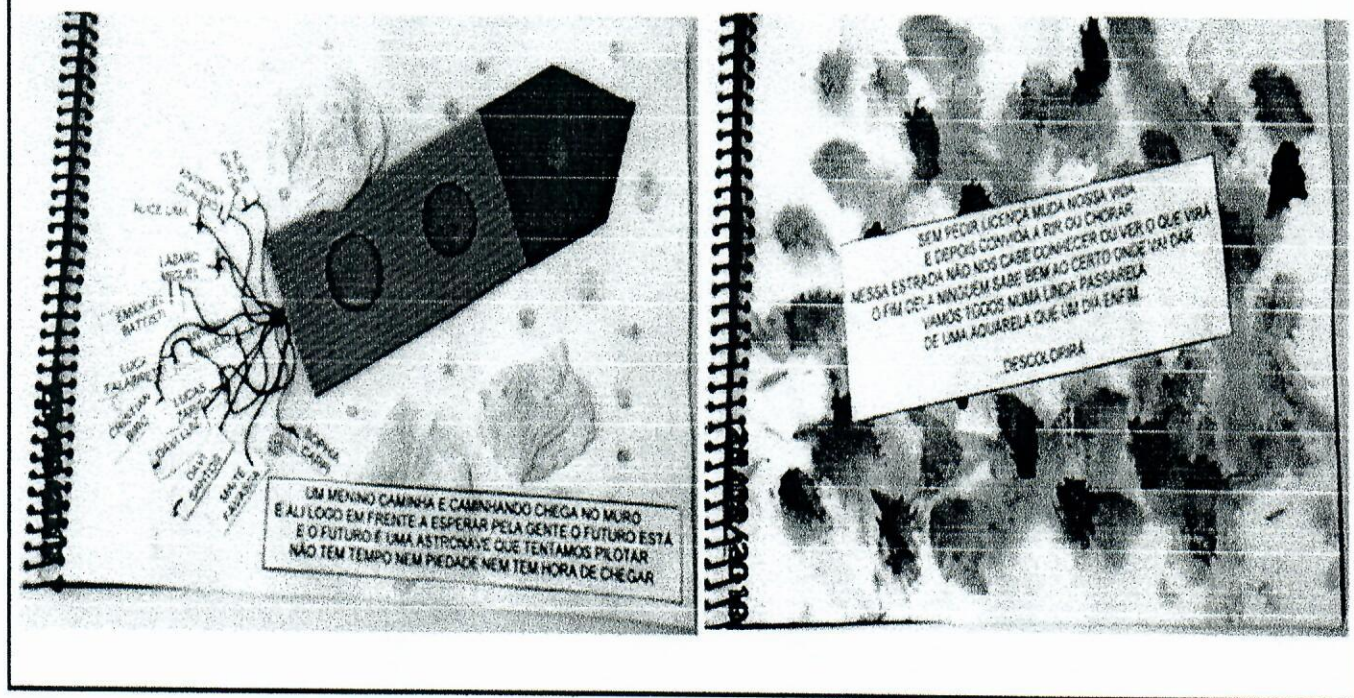 ALICE LIMA
MIGUEL
BATTISTI
LUCAS
CRISTIAN
DAVI
SANTOS
UM MENINO CAMINHA E CAMINHANDO CHEGA NO MURO
E ALI LOGO EM FRENTE A ESPERAR PELA GENTE O FUTURO ESTÁ
E O FUTURO É UMA ASTRONAVE QUE TENTAMOS PILOTAR
NÃO TEM TEMPO NEM PIEDADE NEM TEM HORA DE CHEGAR
SEM PEDIR LICENÇA MUDA NOSSA VIDA
E DEPOIS CONVIDA A RIR OU CHORAR
NESSA ESTRADA NÃO NOS CABE CONHECER OU VER O QUE VIRÁ
O FIM DELA NINGUÉM SABE BEM AO CERTO ONDE VAI DAR
VAMOS TODOS NUMA LINDA PASSARELA
DE UMA AQUARELA QUE UM DIA ENFIM
DESCOLORIRÁ